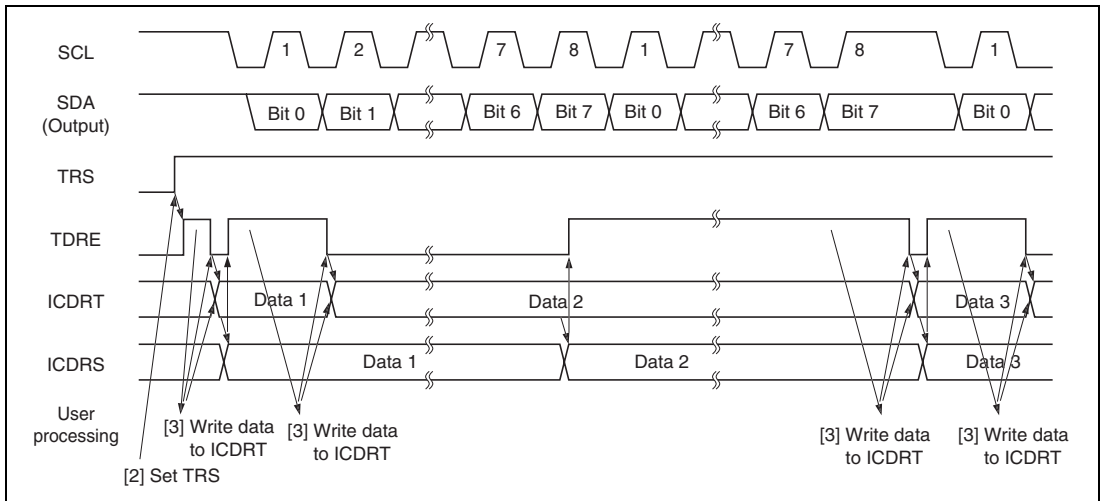 SCL 1 2 7 8 1 7 8 1
SDA
(Output)
Bit 0 Bit 1 Bit 6 Bit 7 Bit 0 Bit 6 Bit 7 Bit 0
TRS
TDRE
ICDRT Data 1 Data 2 Data 3
ICDRS Data 1 Data 2 Data 3
User
processing
[3] Write data
to ICDRT
[3] Write data
to ICDRT
[3] Write data
to ICDRT
[3] Write data
to ICDRT
[2] Set TRS